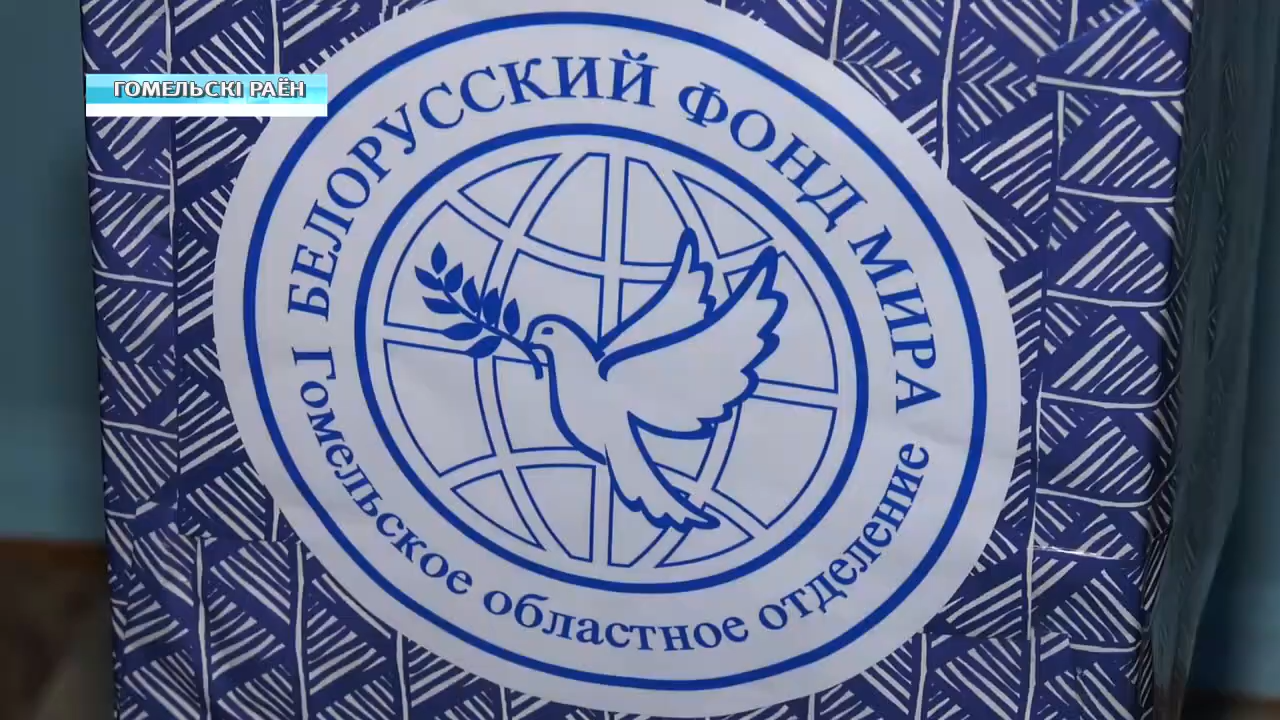 ГОМЕЛЬСКІ РАЁН
БЕЛОРУССКИЙ ФОНД МИРА
Гомельское областное отделение